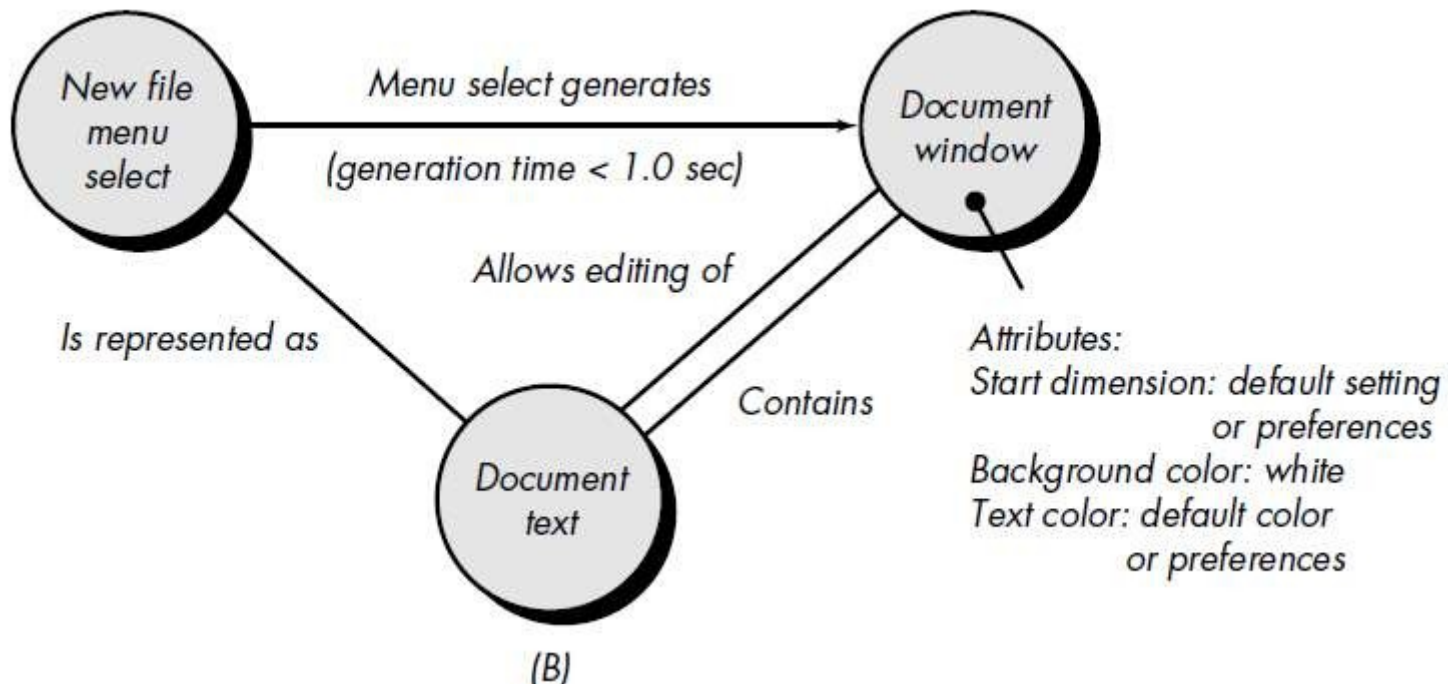 New file
menu
select
Menu select generates
(generation time < 1.0 sec)
Document
window
Allows editing of
Is represented as
Contains
Attributes:
Start dimension: default setting
or preferences
Background color: white
Text color: default color
or preferences
Document
text
(B)